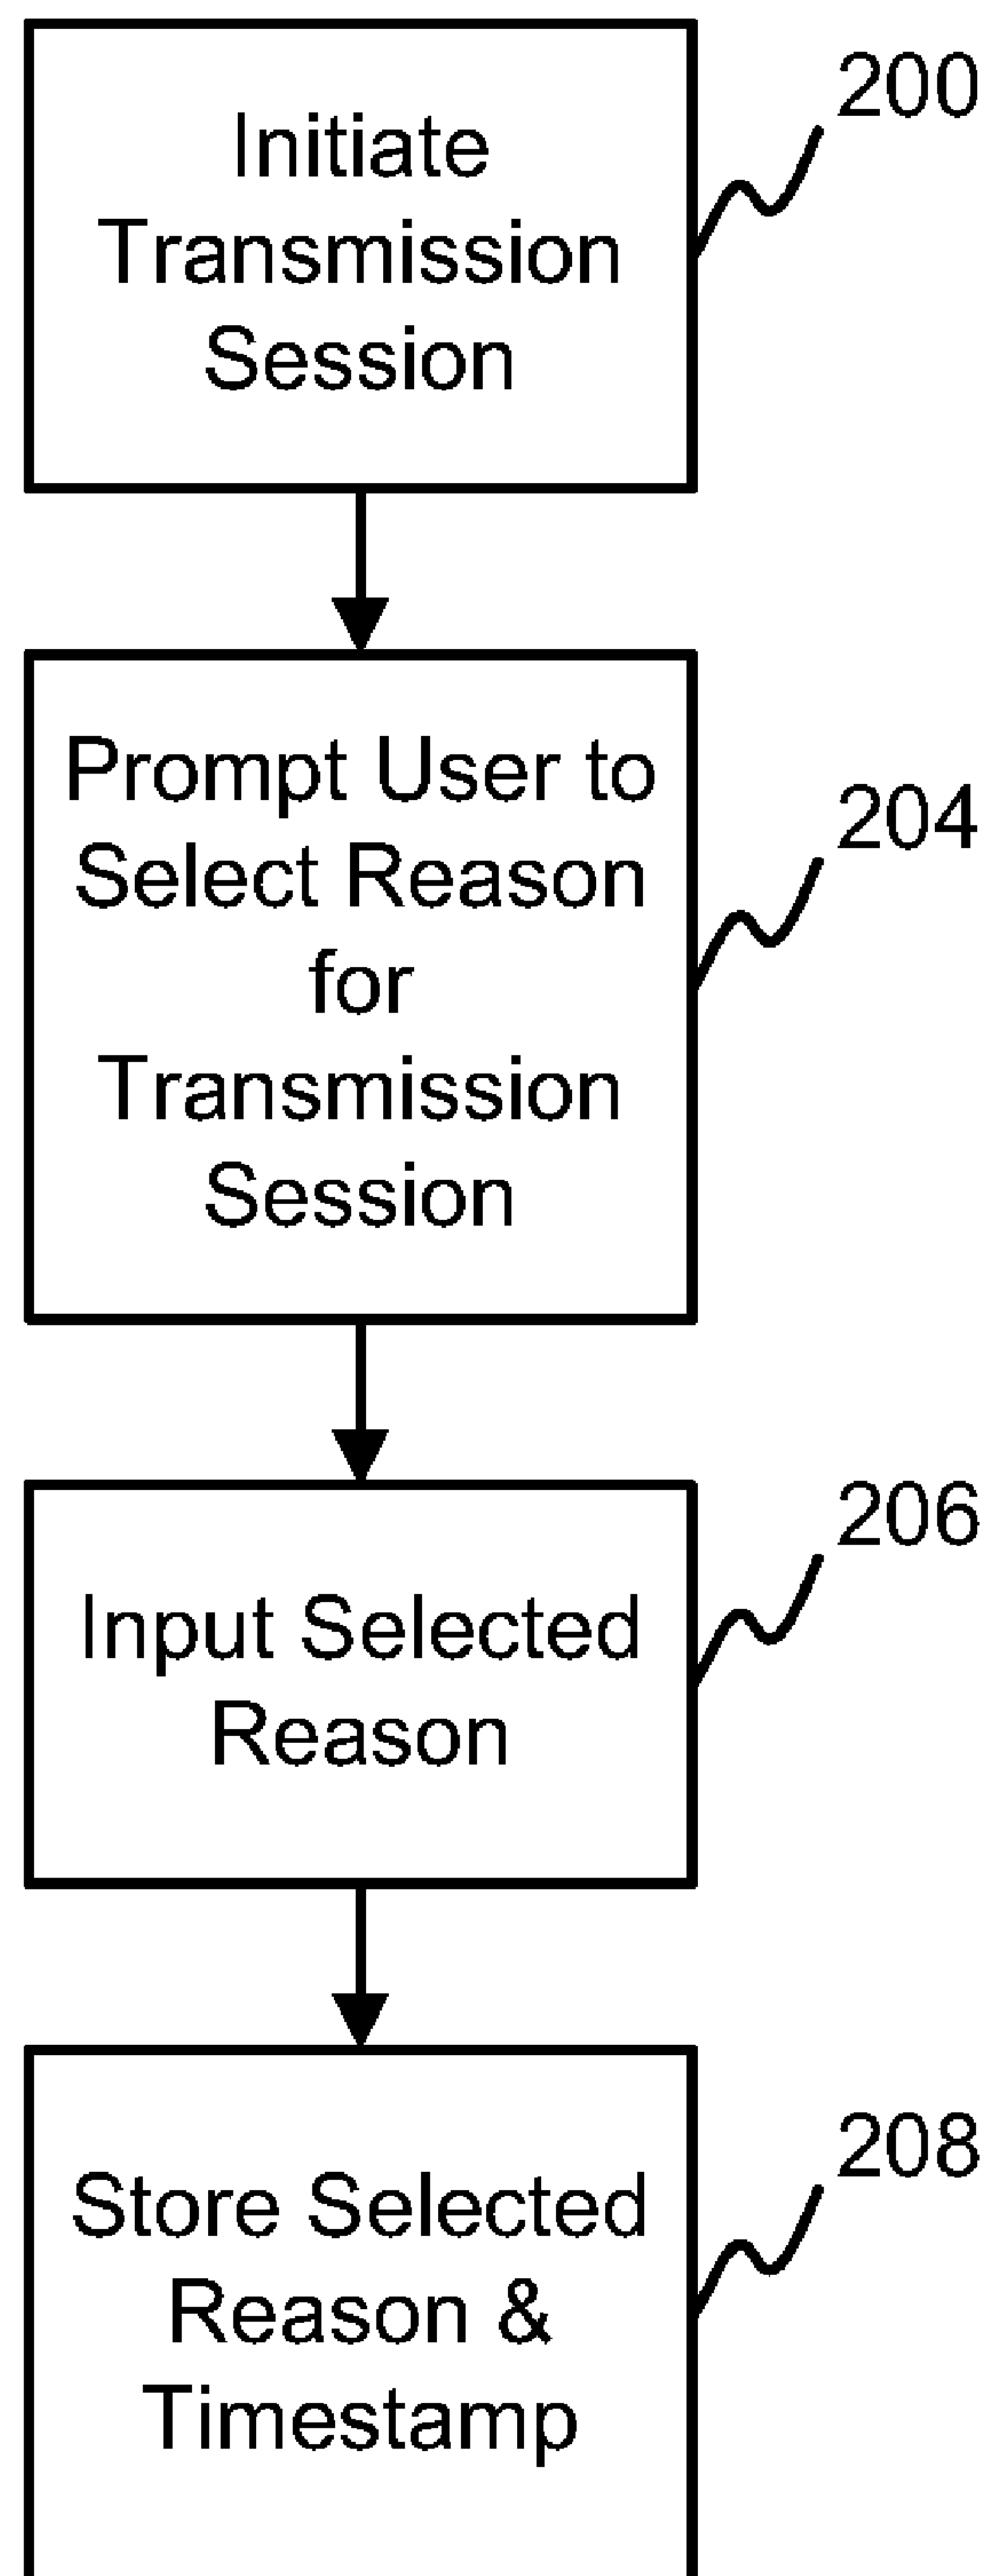 200
Initiate
Transmission
Session
204
Prompt User to
Select Reason
for
Transmission
Session
206
Input Selected
Reason
208
Store Selected
Reason &
Timestamp